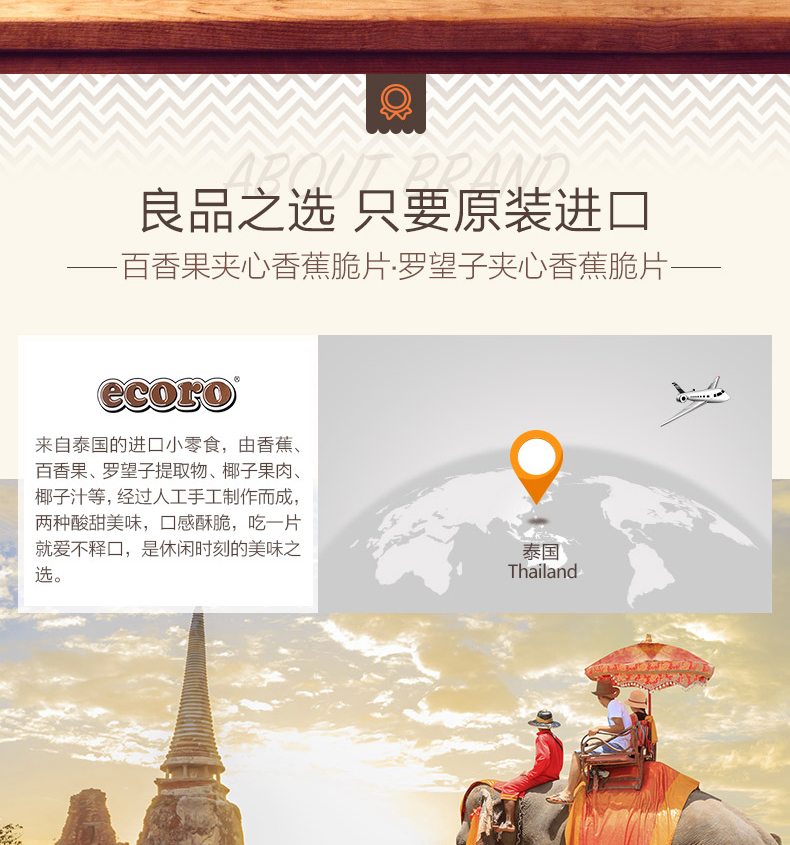 ABOUT BRAND
良品之选 只要原装进口
百香果夹心香蕉脆片·罗望子夹心香蕉脆片
ecoro®
来自泰国的进口小零食，由香蕉、
百香果、罗望子提取物、椰子果肉、
椰子汁等，经过人工手工制作而成，
两种酸甜美味，口感酥脆，吃一片
就爱不释口，是休闲时刻的美味之
选。
泰国
Thailand